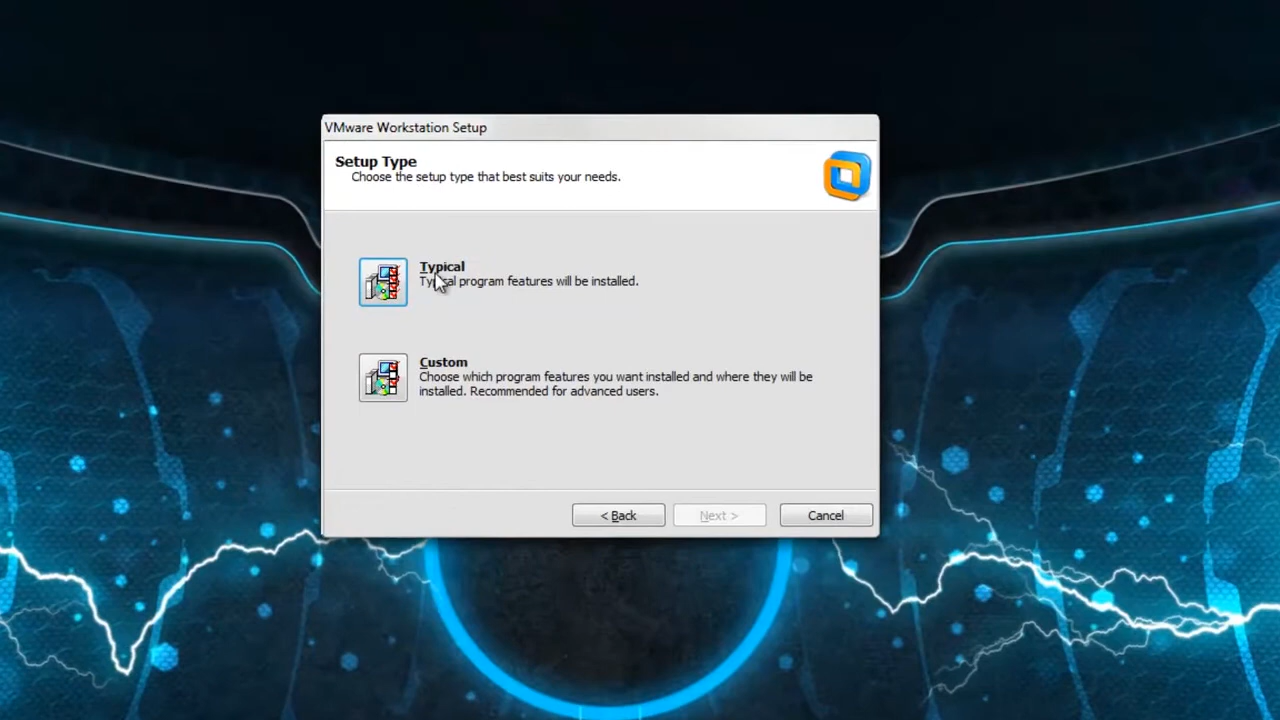 VMware Workstation Setup
Setup Type
Choose the setup type that best suits your needs.
Typical
Typical program features will be installed.
Custom
Choose which program features you want installed and where they will be
installed. Recommended for advanced users.
< Back
Next >
Cancel